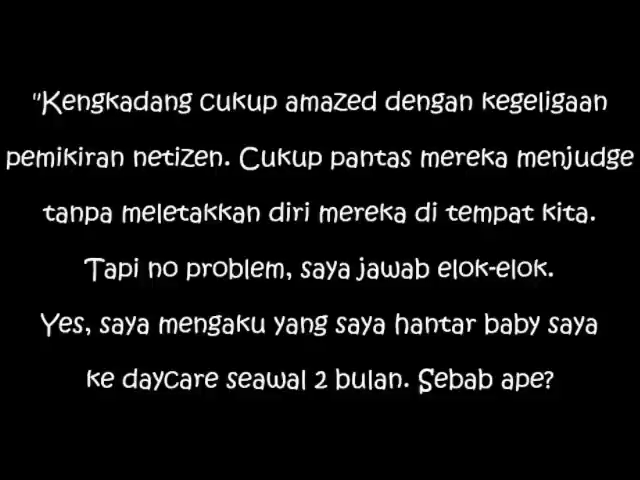 "Kengkadang cukup amazed dengan kegeligaan
pemikiran netizen. Cukup pantas mereka menjudge
tanpa meletakkan diri mereka di tempat kita.
Tapi no problem, saya jawab elok-elok.
Yes, saya mengaku yang saya hantar baby saya
ke daycare seawal 2 bulan. Sebab ape?